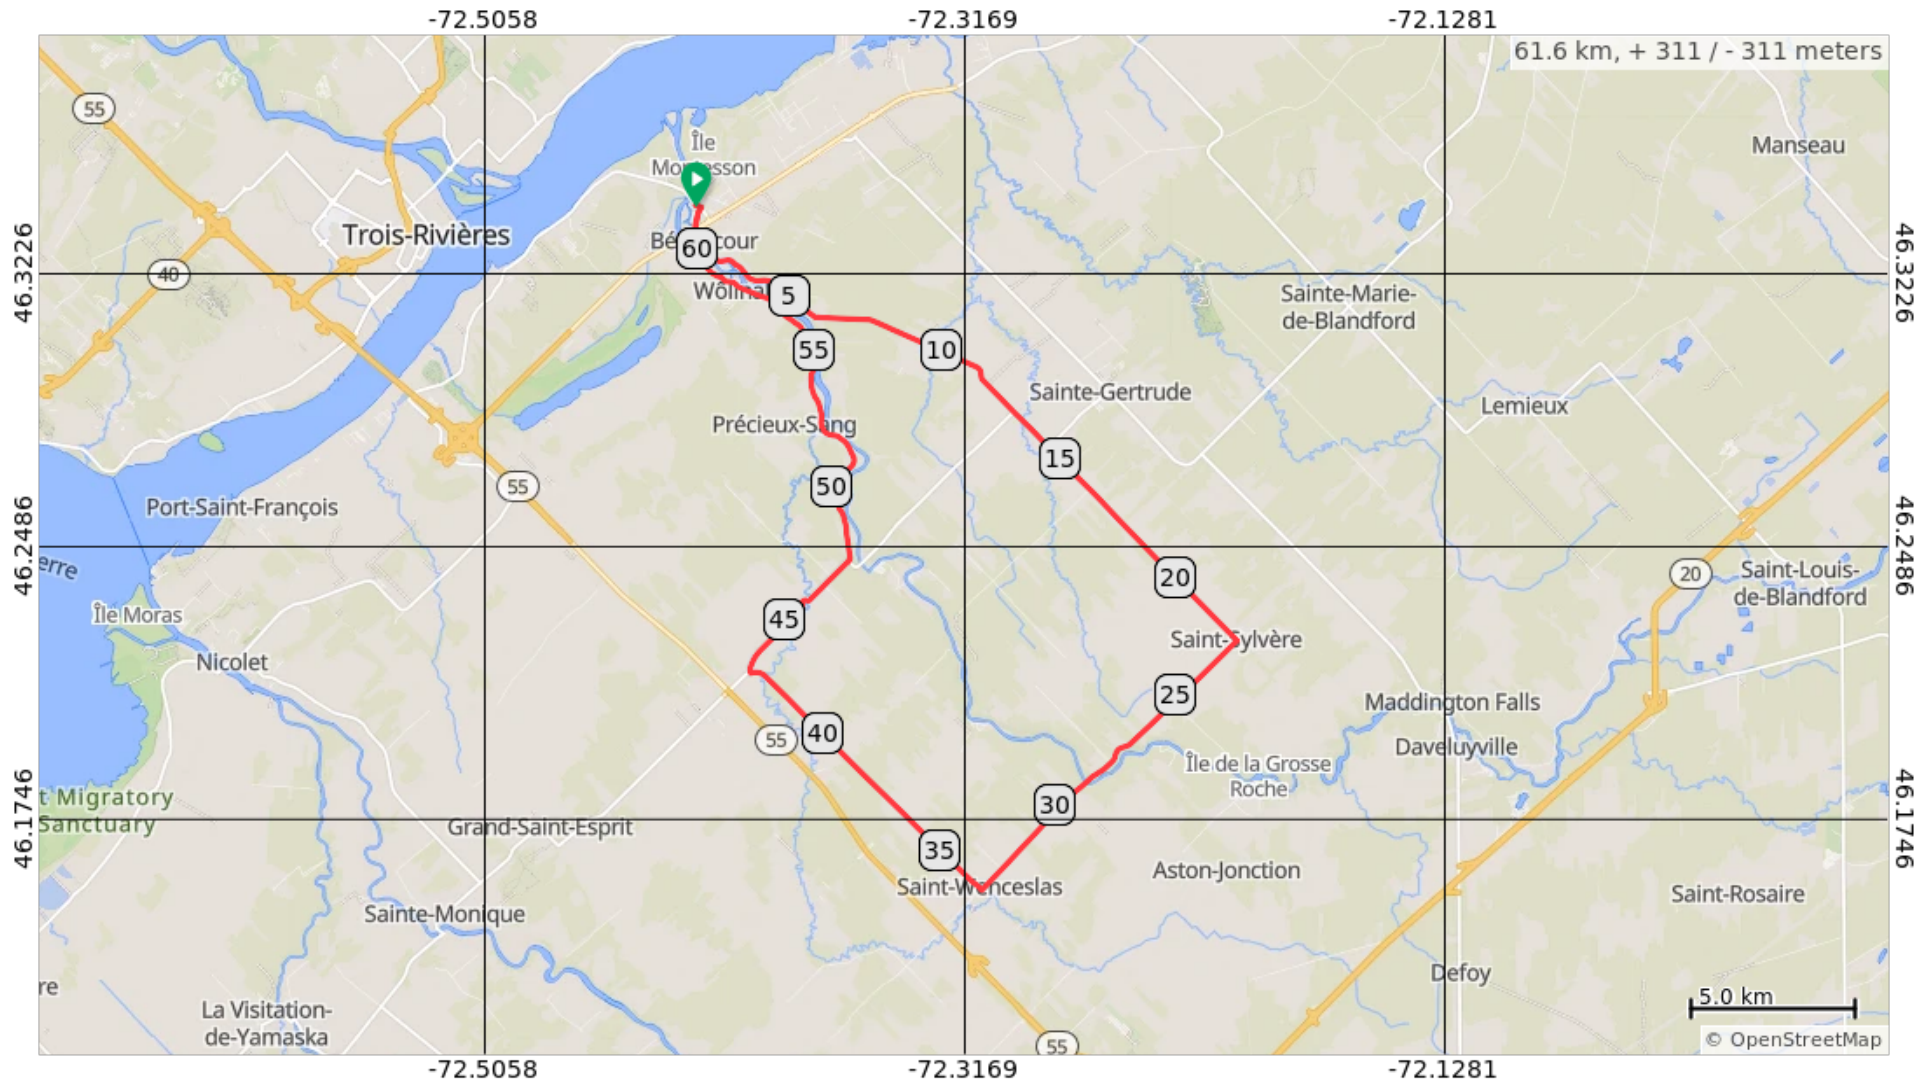 -72.5058
-72.3169
-72.1281
61.6 km, + 311 / - 311 meters
55
Manseau
Île
Trois-Rivières
60
40
46.3226
46.3226
5
Sainte-Marie-
de-Blandford
10
55
Sainte-Gertrude
Lemieux
Précieux-Sang
15
50
55
Port-Saint-François
46.2486
46.2486
erre
20
20
Saint-Louis-
de-Blandford
Île Moras
45
Saint-Sylvère
Nicolet
25
Maddington Falls
40
55
Daveluyville
Île de la Grosse
Roche
t Migratory
Sanctuary
30
46.1746
46.1746
Grand-Saint-Esprit
35
Aston-Jonction
Saint-Wenceslas
Saint-Rosaire
Sainte-Monique
Defoy
re
5.0 km
La Visitation-
de-Yamaska
© OpenStreetMap
55
-72.5058
-72.3169
-72.1281